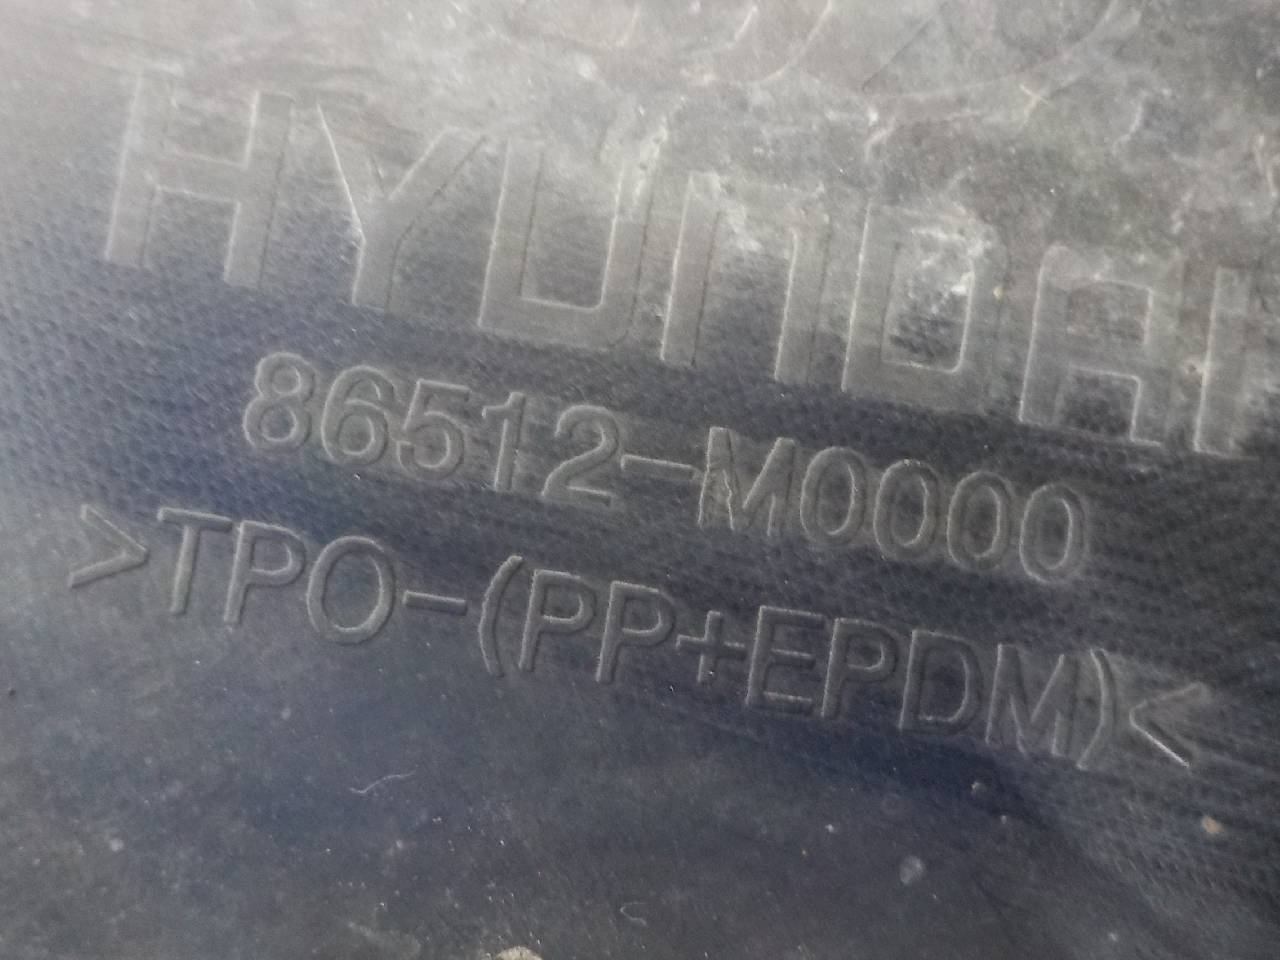 HYUNDAI
86512-M0000
>TPO-(PP+EPDM)<